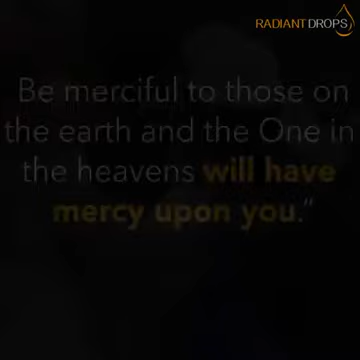 RADIANT DROPS
Be merciful to those on
the earth and the One in
the heavens will have
mercy upon you."